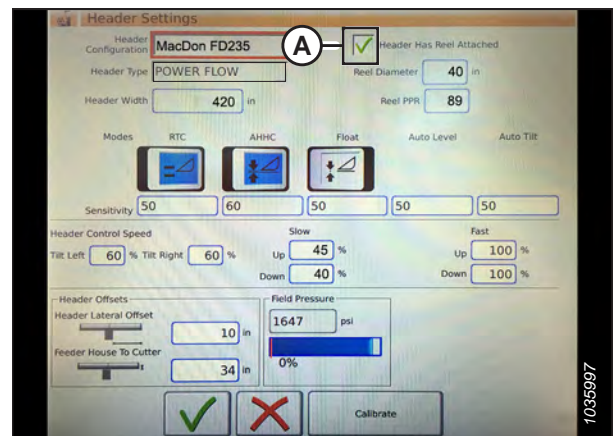 Header Settings
Header Configuration MacDon FD235 A Header Has Reel Attached
Header Type POWER FLOW Reel Diameter 40 in
Header Width 420 in Reel PPR 89
Modes RTC AHHC Float Auto Level Auto Tilt
Sensitivity 50 60 50 50 50
Header Control Speed Slow Fast
Tilt Left 60 % Tilt Right 60 % Up 45 % Up 100 %
Down 40 % Down 100 %
Header Offsets Field Pressure
Header Lateral Offset 10 in 1647 psi
Feeder House To Cutter 34 in 0%
Calibrate
1035997